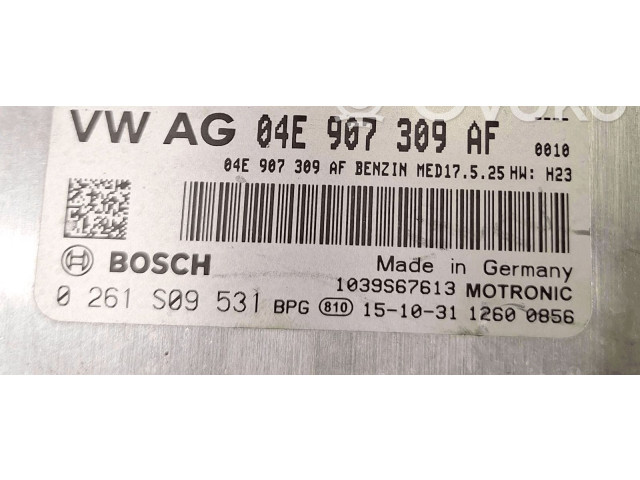 VW AG 04E 907 309 AF 0010
04E 907 309 AF BENZIN MED17.5.25 HW: H23
BOSCH
Made in Germany
1039S67613 MOTRONIC
0 261 S09 531 BPG 810 15-10-31 1260 0856